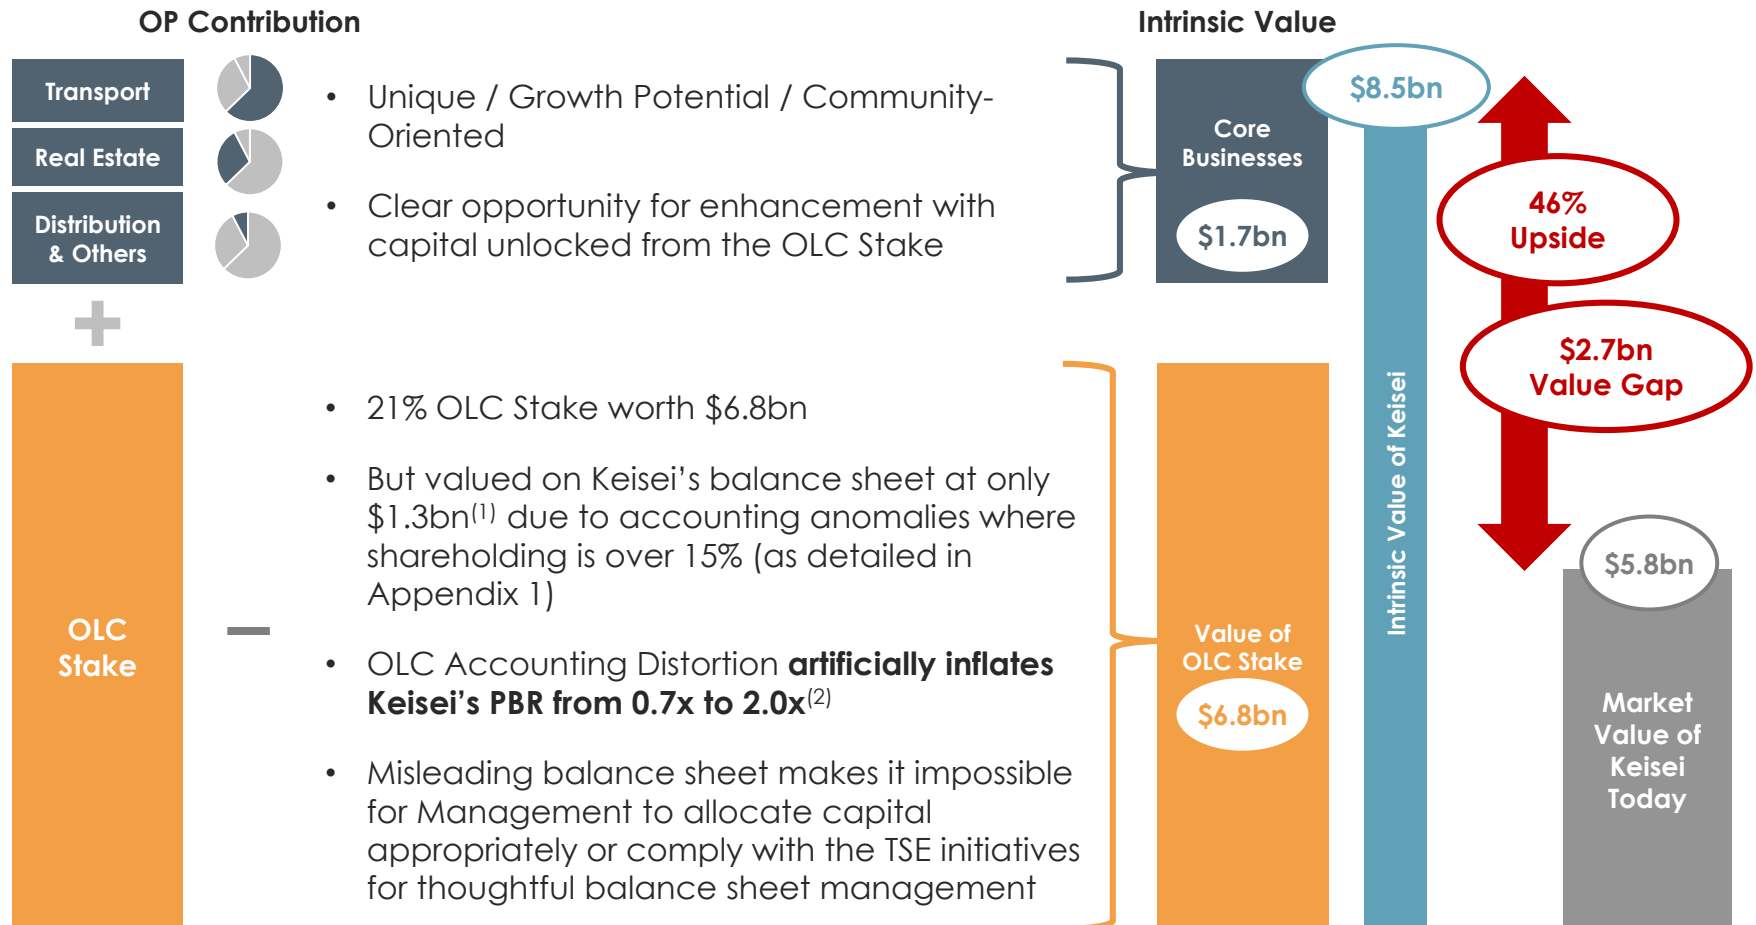 OP Contribution
Intrinsic Value
Transport
Real Estate
Distribution
& Others
• Unique / Growth Potential / Community-
Oriented
• Clear opportunity for enhancement with
capital unlocked from the OLC Stake
Core
Businesses
$1.7bn
$8.5bn
Intrinsic Value of Keisei
46%
Upside
$2.7bn
Value Gap
OLC
Stake
• 21% OLC Stake worth $6.8bn
• But valued on Keisei’s balance sheet at only
$1.3bn(1) due to accounting anomalies where
shareholding is over 15% (as detailed in
Appendix 1)
• OLC Accounting Distortion artificially inflates
Keisei’s PBR from 0.7x to 2.0x(2)
• Misleading balance sheet makes it impossible
for Management to allocate capital
appropriately or comply with the TSE initiatives
for thoughtful balance sheet management
Value of
OLC Stake
$6.8bn
$5.8bn
Market
Value of
Keisei
Today